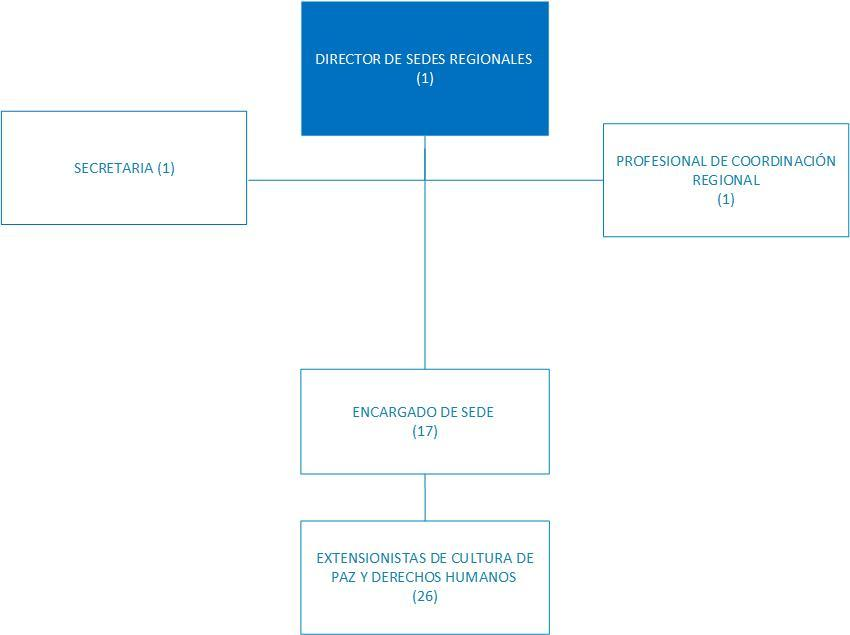 DIRECTOR DE SEDES REGIONALES
(1)
SECRETARIA (1)
PROFESIONAL DE COORDINACIÓN
REGIONAL
(1)
ENCARGADO DE SEDE
(17)
EXTENSIONISTAS DE CULTURA DE
PAZ Y DERECHOS HUMANOS
(26)